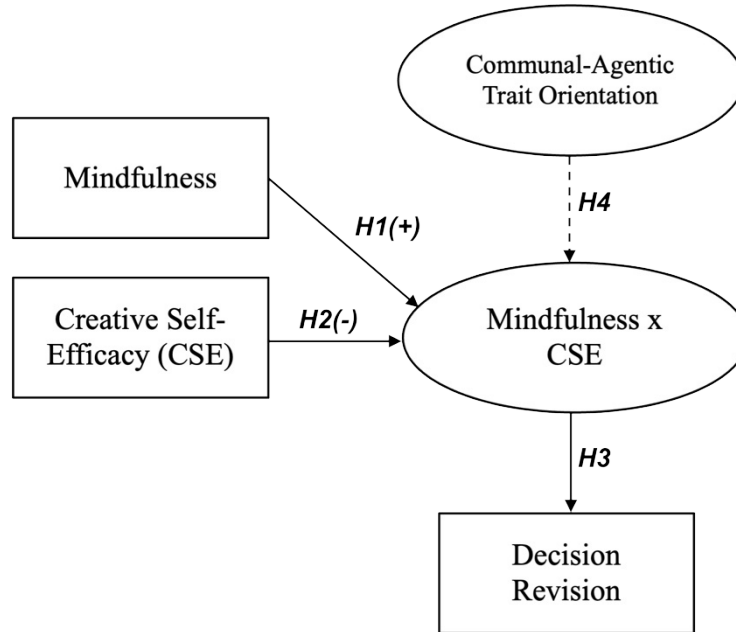 Communal-Agentic
Trait Orientation
Mindfulness
H4
H1(+)
Creative Self-
Efficacy (CSE)
H2(-)
Mindfulness x
CSE
H3
Decision
Revision